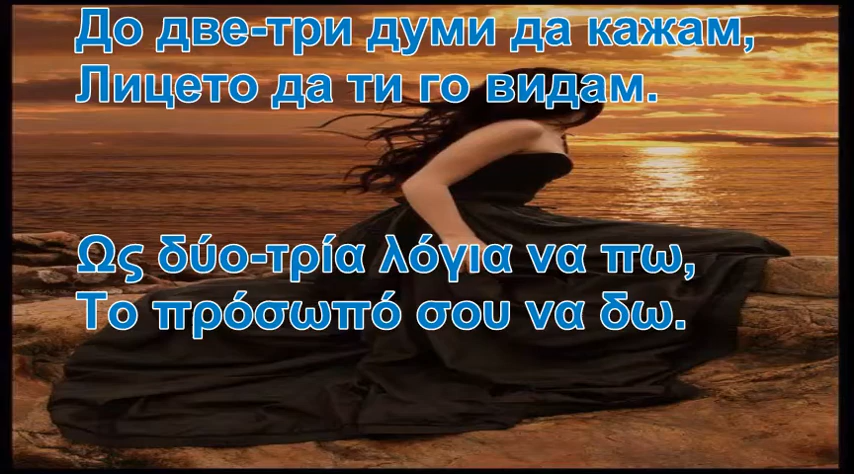 До две-три думи да кажам,
Лицето да ти го видам.
Ως δύο-τρία λόγια να πω,
Το πρόσωπό σου να δω.